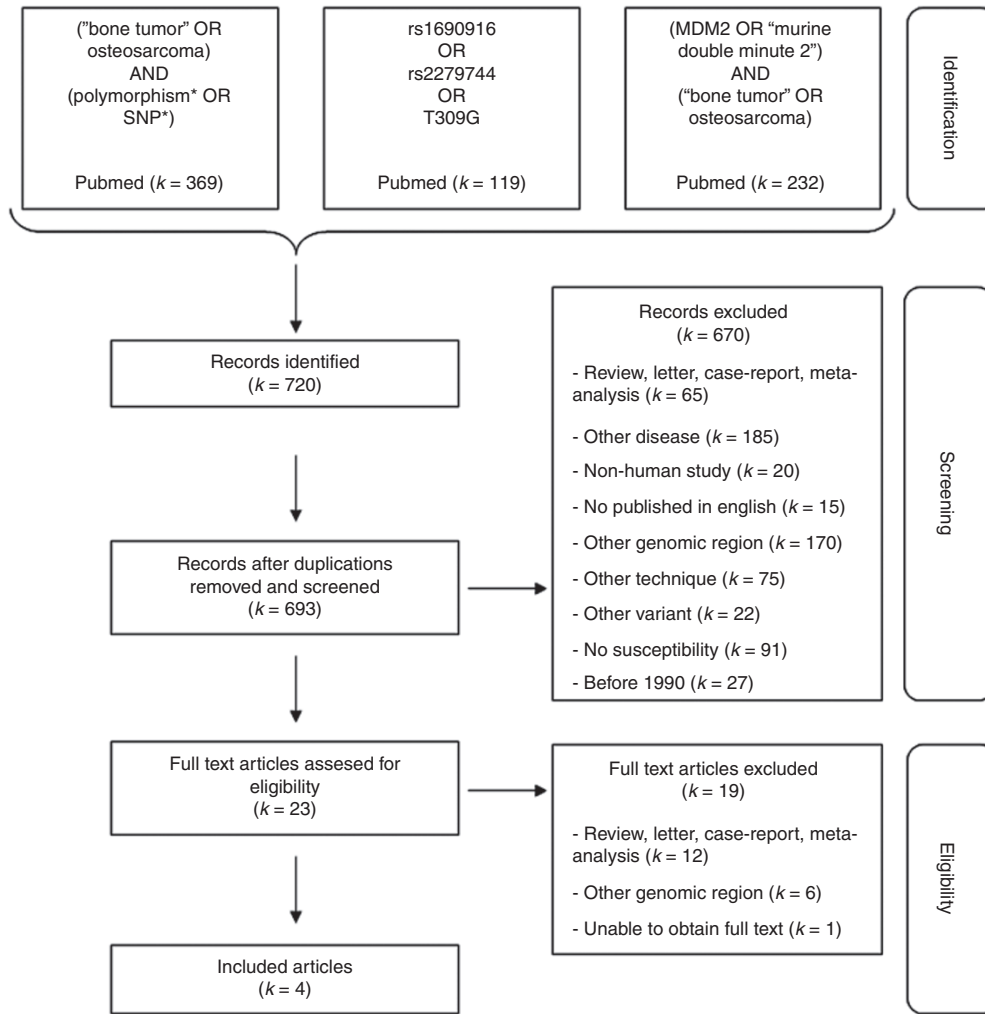 ("bone tumor" OR
osteosarcoma)
AND
(polymorphism* OR
SNP*)
Pubmed (k = 369)
rs1690916
OR
rs2279744
OR
T309G
Pubmed (k = 119)
(MDM2 OR “murine
double minute 2”)
AND
(“bone tumor” OR
osteosarcoma)
Pubmed (k = 232)
Identification
Records identified
(k = 720)
Records excluded
(k = 670)
- Review, letter, case-report, meta-
analysis (k = 65)
- Other disease (k = 185)
- Non-human study (k = 20)
- No published in english (k = 15)
- Other genomic region (k = 170)
- Other technique (k = 75)
- Other variant (k = 22)
- No susceptibility (k = 91)
- Before 1990 (k = 27)
Screening
Records after duplications
removed and screened
(k = 693)
Full text articles assesed for
eligibility
(k = 23)
Full text articles excluded
(k = 19)
- Review, letter, case-report, meta-
analysis (k = 12)
- Other genomic region (k = 6)
- Unable to obtain full text (k = 1)
Eligibility
Included articles
(k = 4)